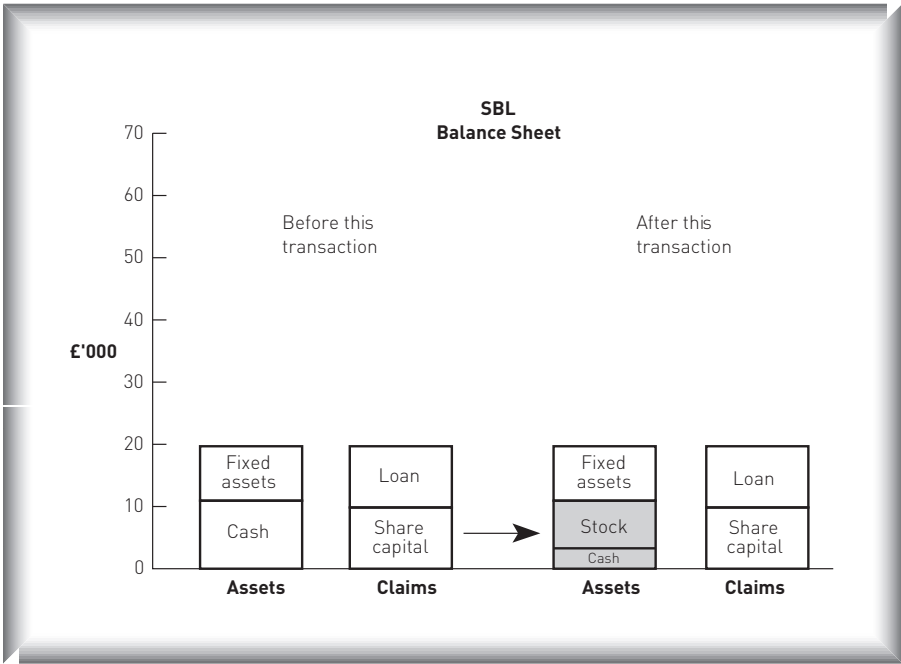 SBL
Balance Sheet
70
60
50
40
£'000
30
20
10
0
Before this
transaction
After this
transaction
Fixed
assets
Cash
Loan
Share
capital
Fixed
assets
Stock
Cash
Loan
Share
capital
Assets
Claims
Assets
Claims